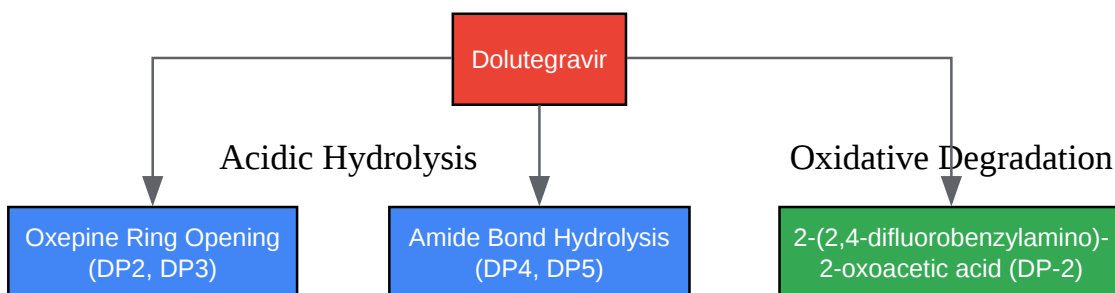 Dolutegravir
Acidic Hydrolysis
Oxidative Degradation
Oxepine Ring Opening
(DP2, DP3)
Amide Bond Hydrolysis
(DP4, DP5)
2-(2,4-difluorobenzylamino)-
2-oxoacetic acid (DP-2)